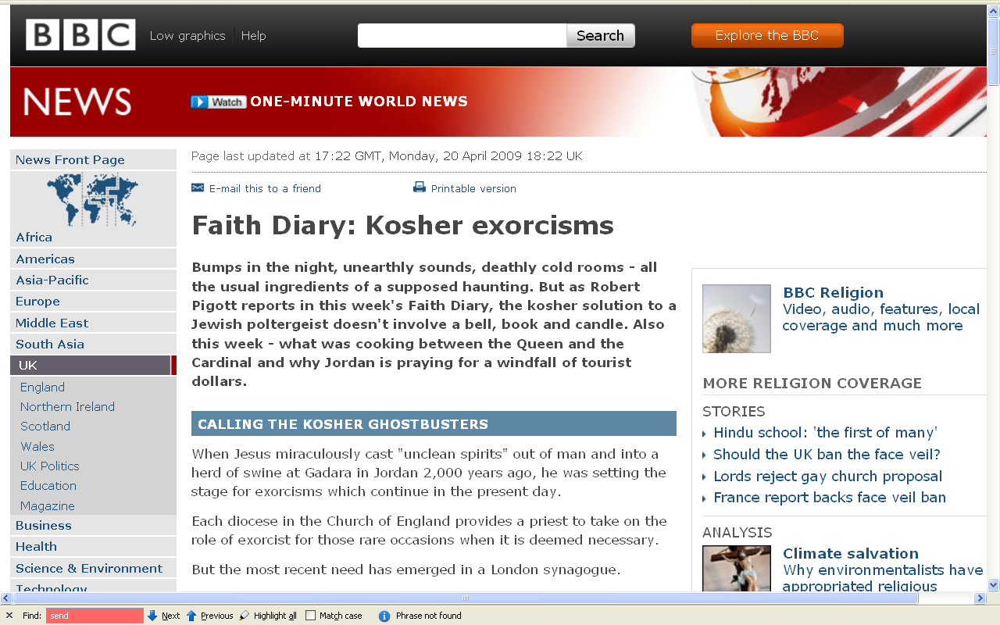 BBC
Low graphics
Help
Search
Explore the BBC
NEWS
Watch ONE-MINUTE WORLD NEWS
News Front Page
Africa
Americas
Asia-Pacific
Europe
Middle East
South Asia
UK
England
Northern Ireland
Scotland
Wales
UK Politics
Education
Magazine
Business
Health
Science & Environment
Technology
Page last updated at 17:22 GMT, Monday, 20 April 2009 18:22 UK
E-mail this to a friend
Printable version
Faith Diary: Kosher exorcisms
Bumps in the night, unearthly sounds, deathly cold rooms - all
the usual ingredients of a supposed haunting. But as Robert
Pigott reports in this week's Faith Diary, the kosher solution to a
Jewish poltergeist doesn't involve a bell, book and candle. Also
this week - what was cooking between the Queen and the
Cardinal and why Jordan is praying for a windfall of tourist
dollars.
CALLING THE KOSHER GHOSTBUSTERS
When Jesus miraculously cast "unclean spirits" out of man and into a
herd of swine at Gadara in Jordan 2,000 years ago, he was setting the
stage for exorcisms which continue in the present day.
Each diocese in the Church of England provides a priest to take on the
role of exorcist for those rare occasions when it is deemed necessary.
But the most recent need has emerged in a London synagogue.
BBC Religion
Video, audio, features, local
coverage and much more
MORE RELIGION COVERAGE
STORIES
Hindu school: 'the first of many'
Should the UK ban the face veil?
Lords reject gay church proposal
France report backs face veil ban
ANALYSIS
Climate salvation
Why environmentalists have
appropriated religious
Find: send Next Previous Highlight all Match case Phrase not found